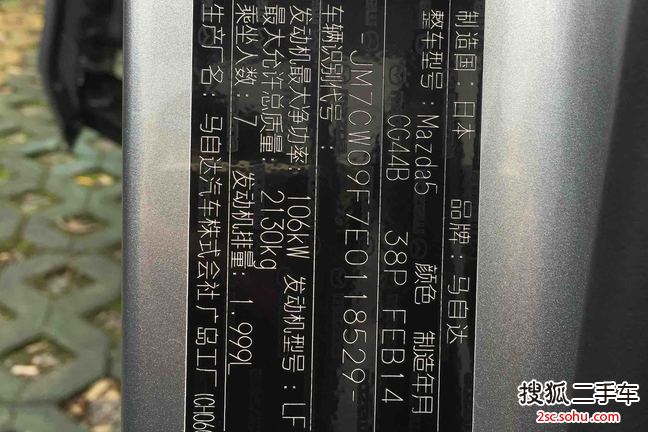 制造国: 日本 品牌: 马自达
整车型号: Mazda5 颜色 制造年月
CG44B 38P FEB14
车辆识别代号:
-JM7CW09F7E0118529-
发动机最大净功率: 106kW 发动机型号: LF
最大允许总质量: 2130kg
乘坐人数: 7 发动机排量: 1.999L
生产厂名: 马自达汽车株式会社广岛工厂 (CH06
搜狐二手车
2sc.sohu.com